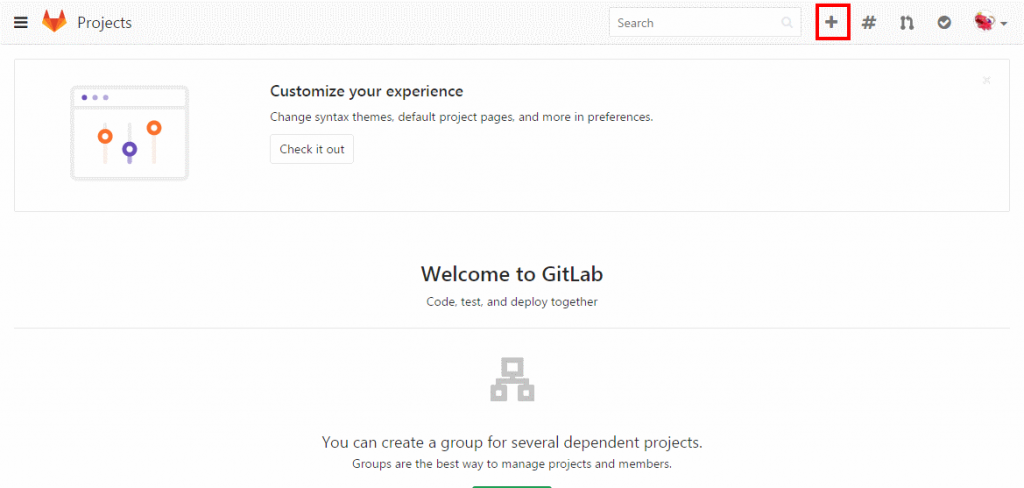 Projects
Search
Customize your experience
Change syntax themes, default project pages, and more in preferences.
Check it out
Welcome to GitLab
Code, test, and deploy together
You can create a group for several dependent projects.
Groups are the best way to manage projects and members.